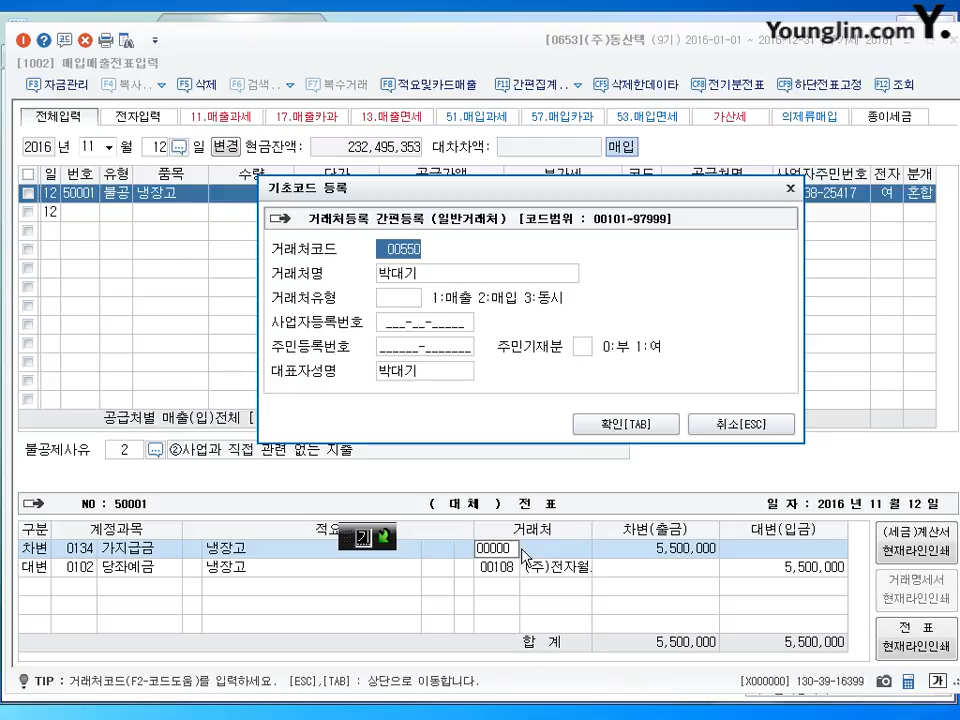 Younglin.com Y.
[0653](주)동산택 (9기) 2016-01-01 ~ 2016-12-31
[1002] 매입매출전표입력
F3 자금관리 F4 복사.. F5 삭제 F6 검색.. F7 복수거래 F8 적요및카드매출 F11 간편집계.. CF5 삭제한데이타 CF8 전기분전표 CF9 하단전표고정 F12 조회
전체입력 전자입력 11.매출과세 17.매출카과 13.매출면세 51.매입과세 57.매입카과 53.매입면세 가산세 의제류매입 종이세금
2016 년 11 월 12 일 변경 현금잔액: 232,495,353 대차차액: 매입
일 번호 유형 품목 수량 단가 공급가액 부가세 코드 공급처명 사업자주민번호 전자 분개
12 50001 불공 냉장고 38-25417 여 혼합
12
기초코드 등록 x
거래처등록 간편등록 (일반거래처) [코드범위 : 00101~97999]
거래처코드 00550
거래처명 박대기
거래처유형 1:매출 2:매입 3:동시
사업자등록번호 ___-__-_____
주민등록번호 ______-_______ 주민기재분 0:부 1:여
대표자성명 박대기
확인[TAB] 취소[ESC]
공급처별 매출(입)전체 [
불공제사유 2 ②사업과 직접 관련 없는 지출
NO : 50001 ( 대 체 ) 전 표 일 자 : 2016 년 11 월 12 일
구분 계정과목 적요 거래처 차변(출금) 대변(입금)
차변 0134 가지급금 냉장고 00000 5,500,000
대변 0102 당좌예금 냉장고 00108 (주)전자월. 5,500,000
합 계 5,500,000 5,500,000
(세금)계산서
현재라인인쇄
거래명세서
현재라인인쇄
전 표
현재라인인쇄
TIP : 거래처코드(F2-코드도움)를 입력하세요. [ESC],[TAB] : 상단으로 이동합니다.
[X000000] 130-39-16399 가